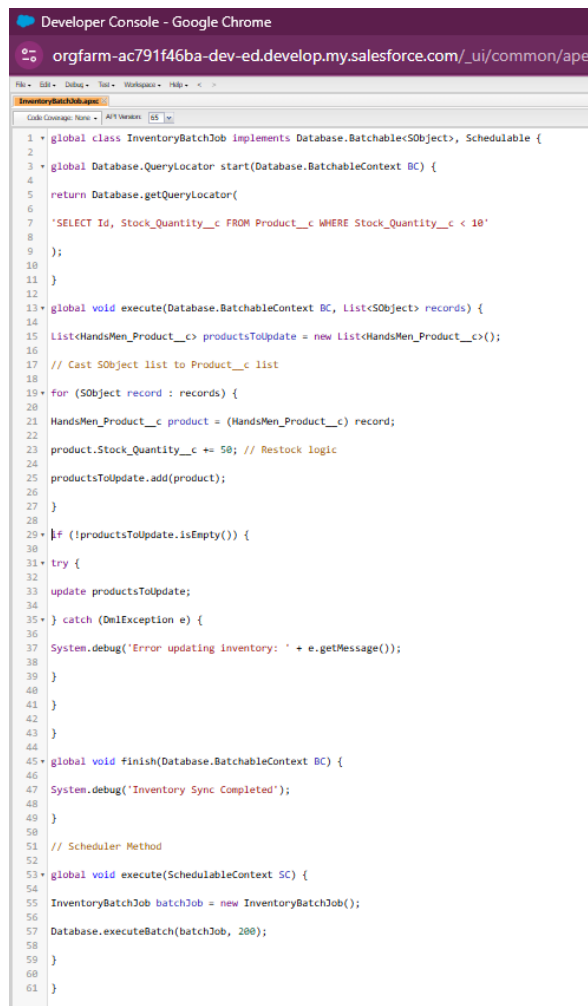 Developer Console - Google Chrome
orgfarm-ac791f46ba-dev-ed.develop.my.salesforce.com/_ui/common/ape
File Edit Debug Test Workspace Help < >
InventoryBatchJob.apxc
Code Coverage: None API Version: 65
1 global class InventoryBatchJob implements Database.Batchable<SObject>, Schedulable {
2
3 global Database.QueryLocator start(Database.BatchableContext BC) {
4
5 return Database.getQueryLocator(
6
7 'SELECT Id, Stock_Quantity__c FROM Product__c WHERE Stock_Quantity__c < 10'
8
9 );
10
11 }
12
13 global void execute(Database.BatchableContext BC, List<SObject> records) {
14
15 List<HandsMen_Product__c> productsToUpdate = new List<HandsMen_Product__c>();
16
17 // Cast SObject list to Product__c list
18
19 for (SObject record : records) {
20
21 HandsMen_Product__c product = (HandsMen_Product__c) record;
22
23 product.Stock_Quantity__c += 50; // Restock logic
24
25 productsToUpdate.add(product);
26
27 }
28
29 if (!productsToUpdate.isEmpty()) {
30
31 try {
32
33 update productsToUpdate;
34
35 } catch (DmlException e) {
36
37 System.debug('Error updating inventory: ' + e.getMessage());
38
39 }
40
41 }
42
43 }
44
45 global void finish(Database.BatchableContext BC) {
46
47 System.debug('Inventory Sync Completed');
48
49 }
50
51 // Scheduler Method
52
53 global void execute(SchedulableContext SC) {
54
55 InventoryBatchJob batchJob = new InventoryBatchJob();
56
57 Database.executeBatch(batchJob, 200);
58
59 }
60
61 }